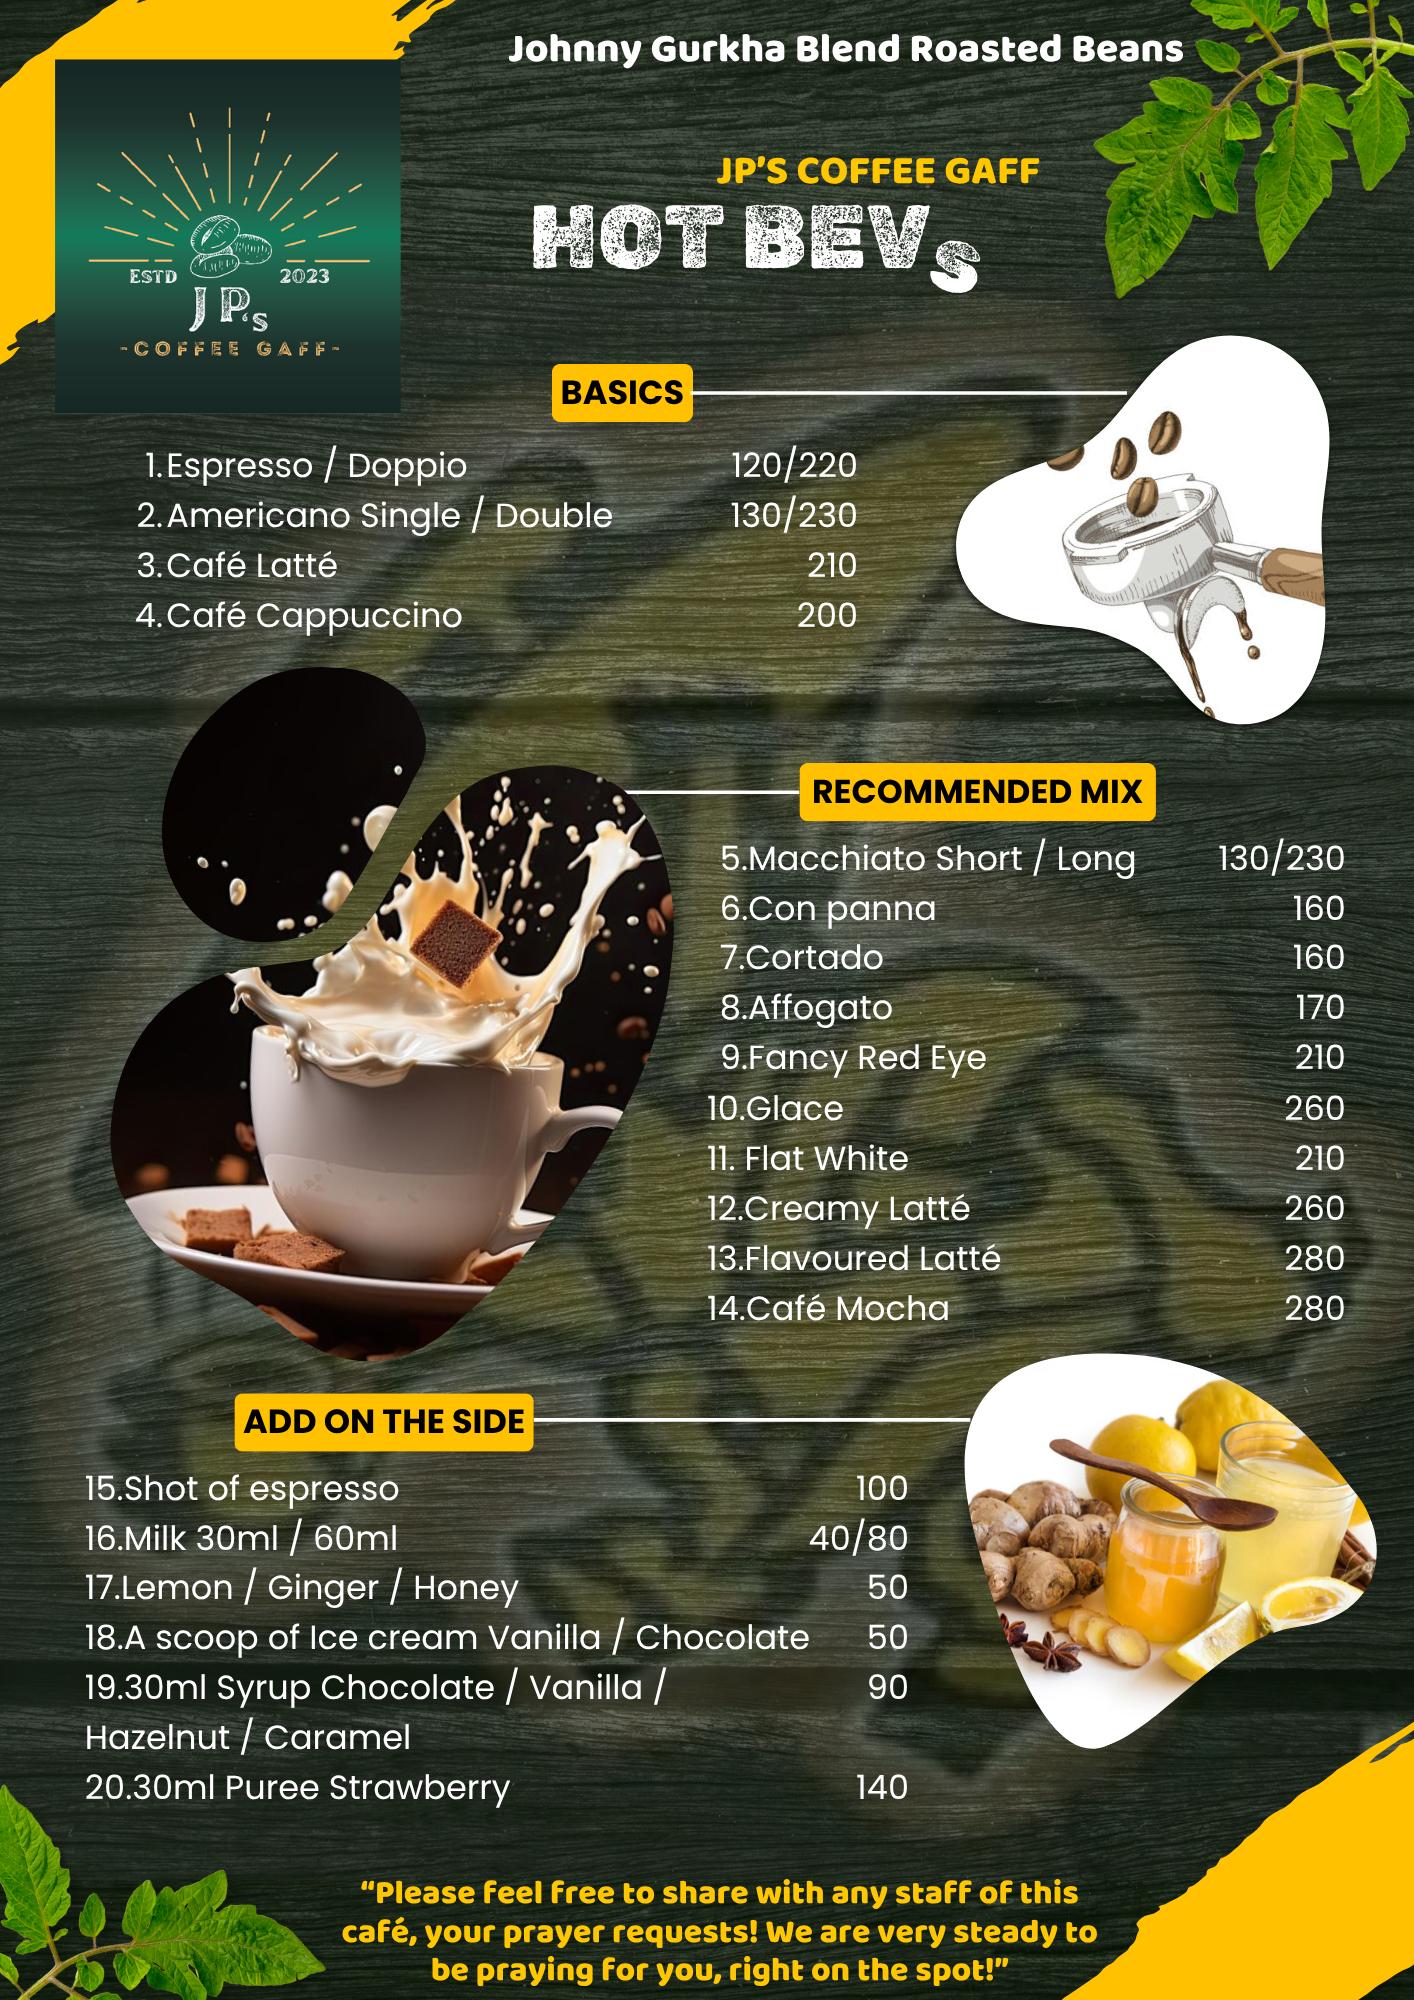 Johnny Gurkha Blend Roasted Beans
ESTD 2023
JP's
-COFFEE GAFF-
JP'S COFFEE GAFF
HOT BEVs
BASICS
1. Espresso / Doppio 120/220
2. Americano Single / Double 130/230
3. Café Latté 210
4. Café Cappuccino 200
RECOMMENDED MIX
5.Macchiato Short / Long 130/230
6.Con panna 160
7.Cortado 160
8.Affogato 170
9.Fancy Red Eye 210
10.Glace 260
11. Flat White 210
12.Creamy Latté 260
13.Flavoured Latté 280
14.Café Mocha 280
ADD ON THE SIDE
15.Shot of espresso 100
16.Milk 30ml / 60ml 40/80
17.Lemon / Ginger / Honey 50
18.A scoop of Ice cream Vanilla / Chocolate 50
19.30ml Syrup Chocolate / Vanilla / 90
Hazelnut / Caramel
20.30ml Puree Strawberry 140
“Please feel free to share with any staff of this
café, your prayer requests! We are very steady to
be praying for you, right on the spot!”